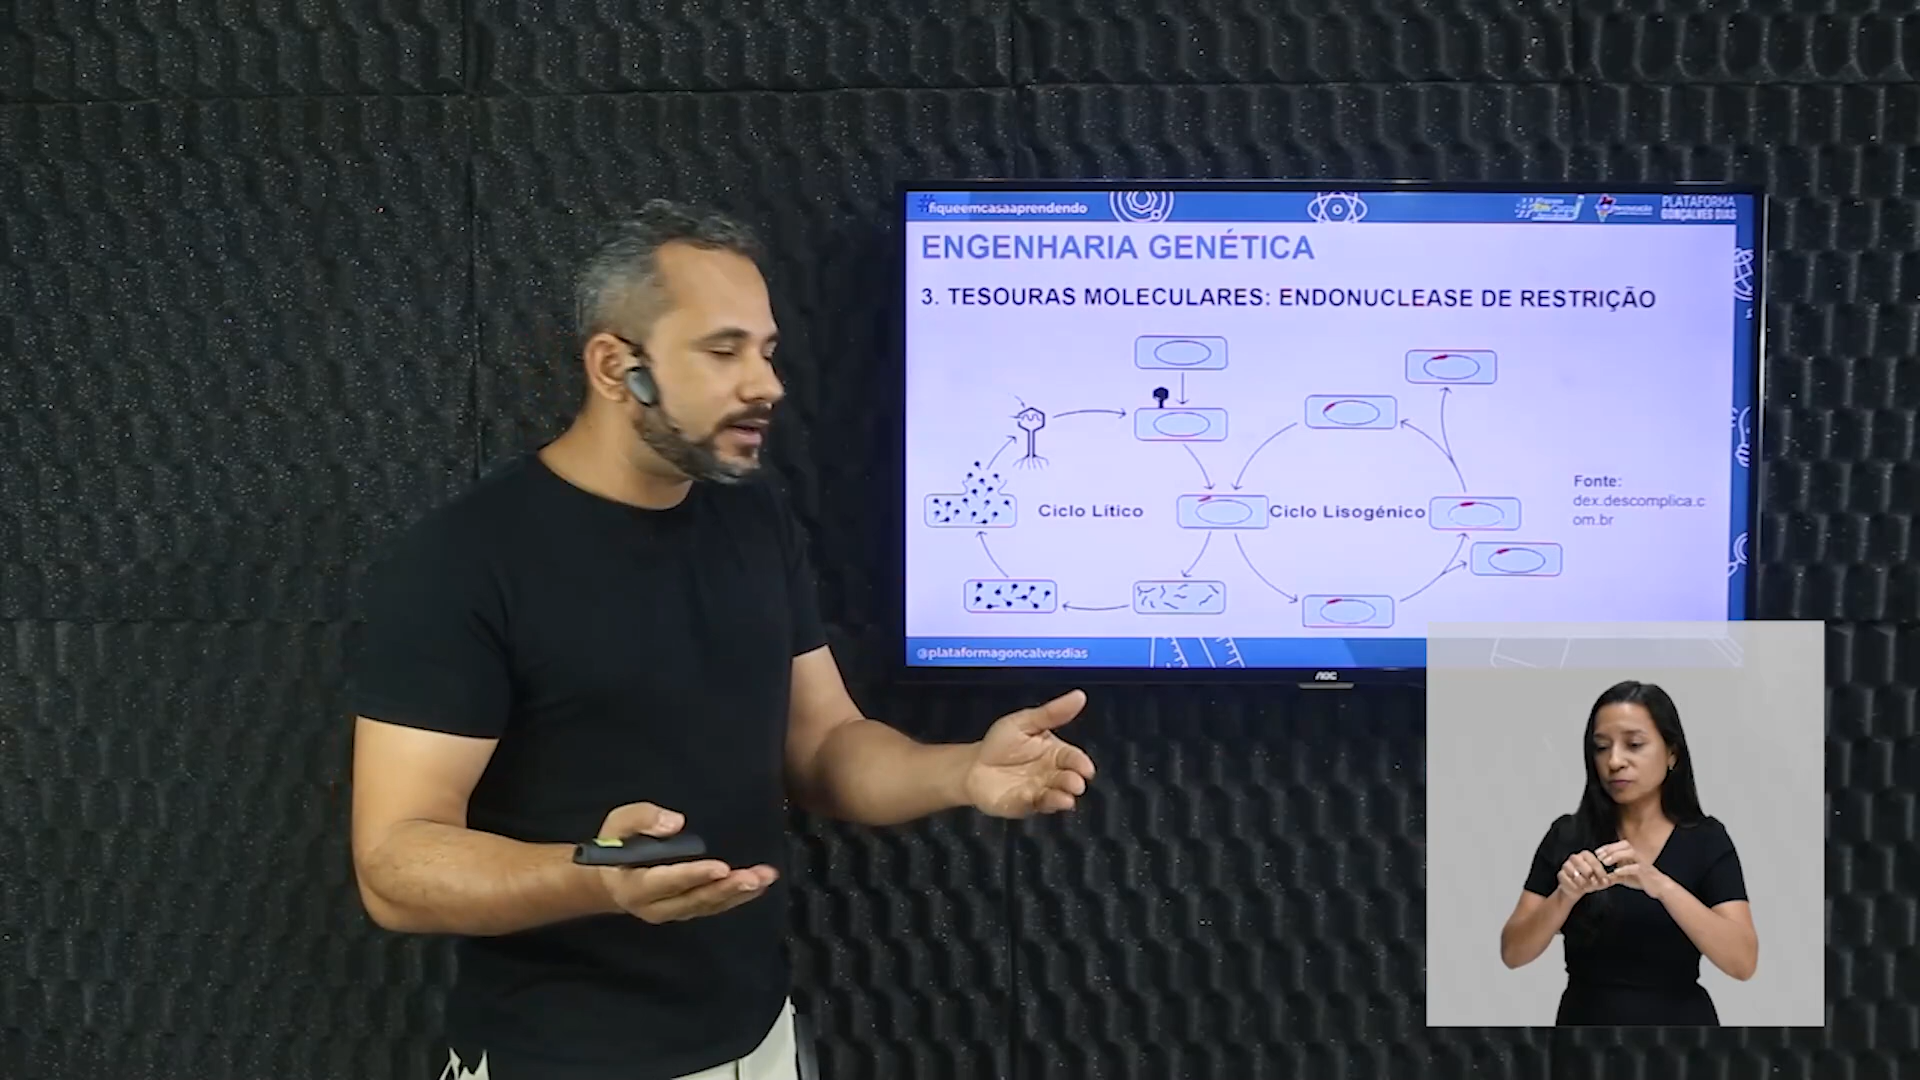 #fiqueemcasaaprendendo
PLATAFORMA
GONÇALVES DIAS
ENGENHARIA GENÉTICA
3. TESOURAS MOLECULARES: ENDONUCLEASE DE RESTRIÇÃO
Ciclo Lítico
Ciclo Lisogénico
Fonte:
dex.descomplica.c
om.br
@plataformagoncalvesdias
AOC